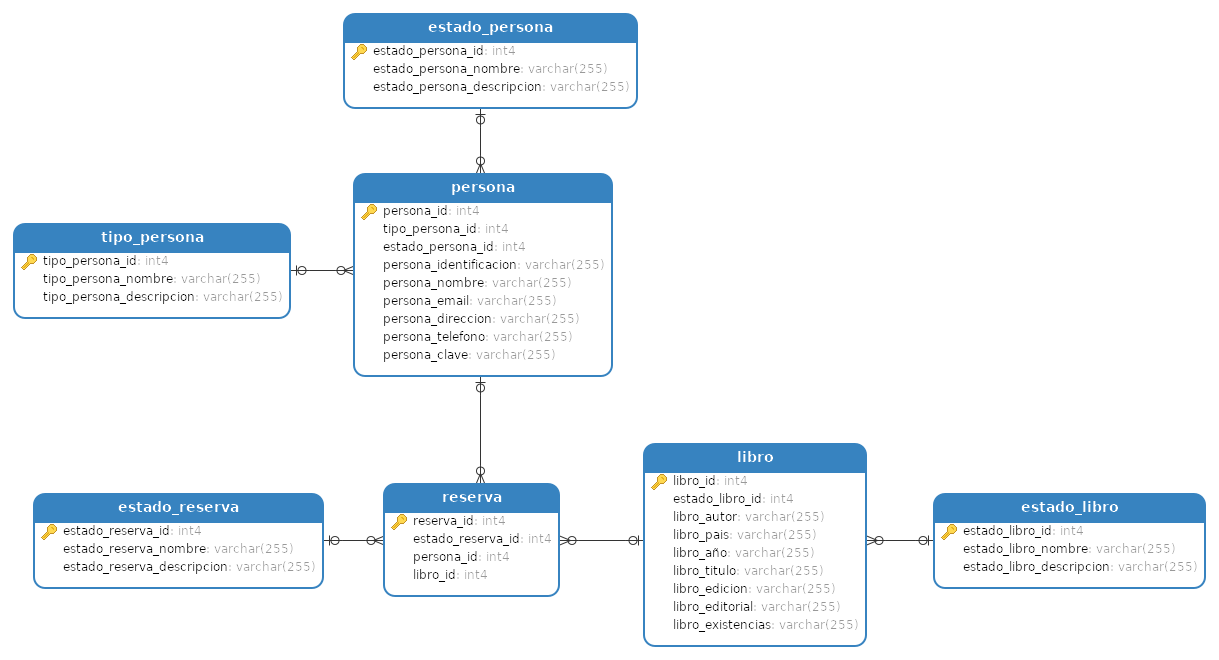 estado_persona
estado_persona_id: int4
estado_persona_nombre: varchar(255)
estado_persona_descripcion: varchar(255)
persona
persona_id: int4
tipo_persona_id: int4
estado_persona_id: int4
persona_identificacion: varchar(255)
persona_nombre: varchar(255)
persona_email: varchar(255)
persona_direccion: varchar(255)
persona_telefono: varchar(255)
persona_clave: varchar(255)
tipo_persona
tipo_persona_id: int4
tipo_persona_nombre: varchar(255)
tipo_persona_descripcion: varchar(255)
estado_reserva
estado_reserva_id: int4
estado_reserva_nombre: varchar(255)
estado_reserva_descripcion: varchar(255)
reserva
reserva_id: int4
estado_reserva_id: int4
persona_id: int4
libro_id: int4
libro
libro_id: int4
estado_libro_id: int4
libro_autor: varchar(255)
libro_pais: varchar(255)
libro_año: varchar(255)
libro_titulo: varchar(255)
libro_edicion: varchar(255)
libro_editorial: varchar(255)
libro_existencias: varchar(255)
estado_libro
estado_libro_id: int4
estado_libro_nombre: varchar(255)
estado_libro_descripcion: varchar(255)